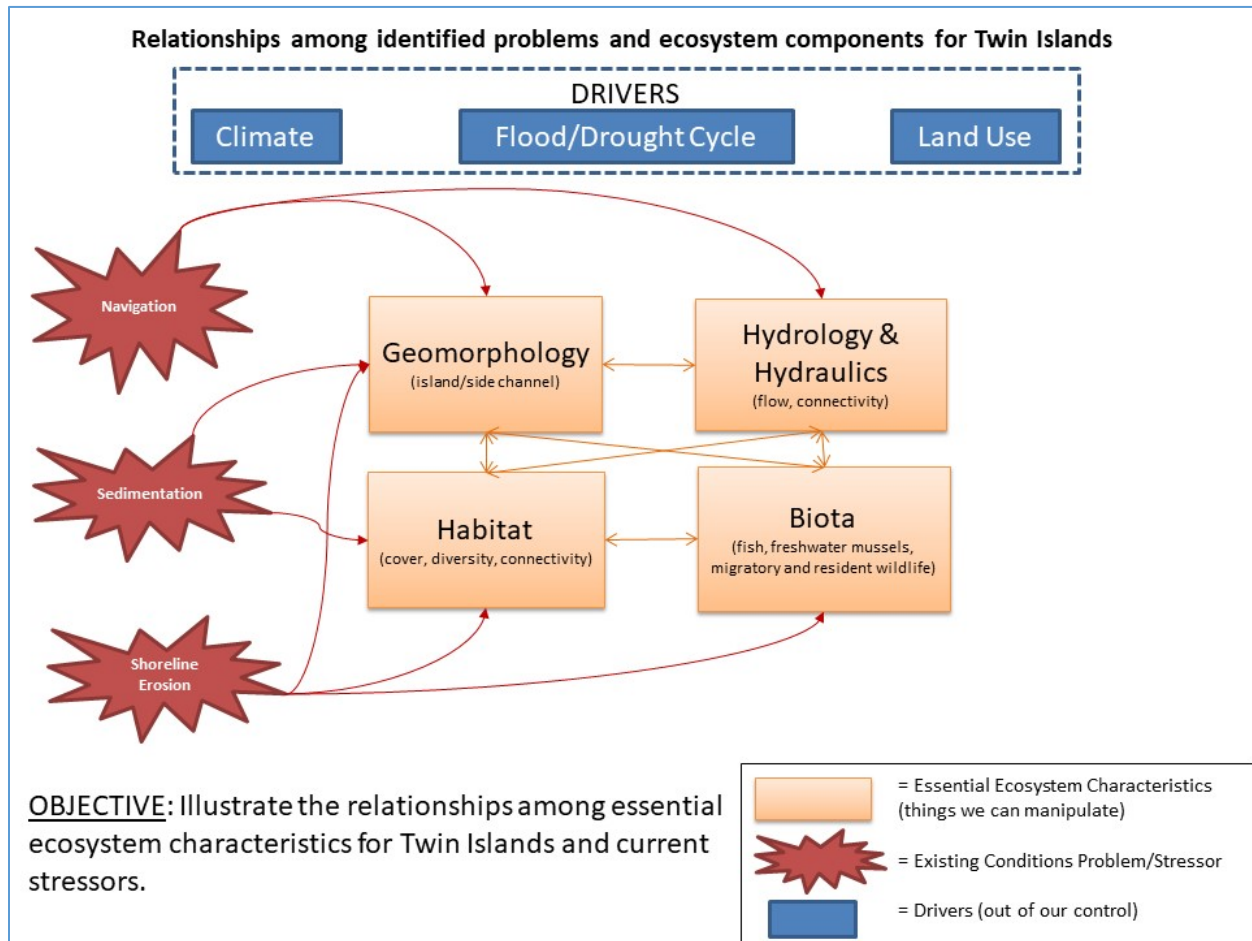 Relationships among identified problems and ecosystem components for Twin Islands
DRIVERS
Climate
Flood/Drought Cycle
Land Use
Navigation
Geomorphology
(island/side channel)
Hydrology &
Hydraulics
(flow, connectivity)
Sedimentation
Habitat
(cover, diversity, connectivity)
Biota
(fish, freshwater mussels,
migratory and resident wildlife)
Shoreline
Erosion
OBJECTIVE: Illustrate the relationships among essential
ecosystem characteristics for Twin Islands and current
stressors.
= Essential Ecosystem Characteristics
(things we can manipulate)
= Existing Conditions Problem/Stressor
= Drivers (out of our control)